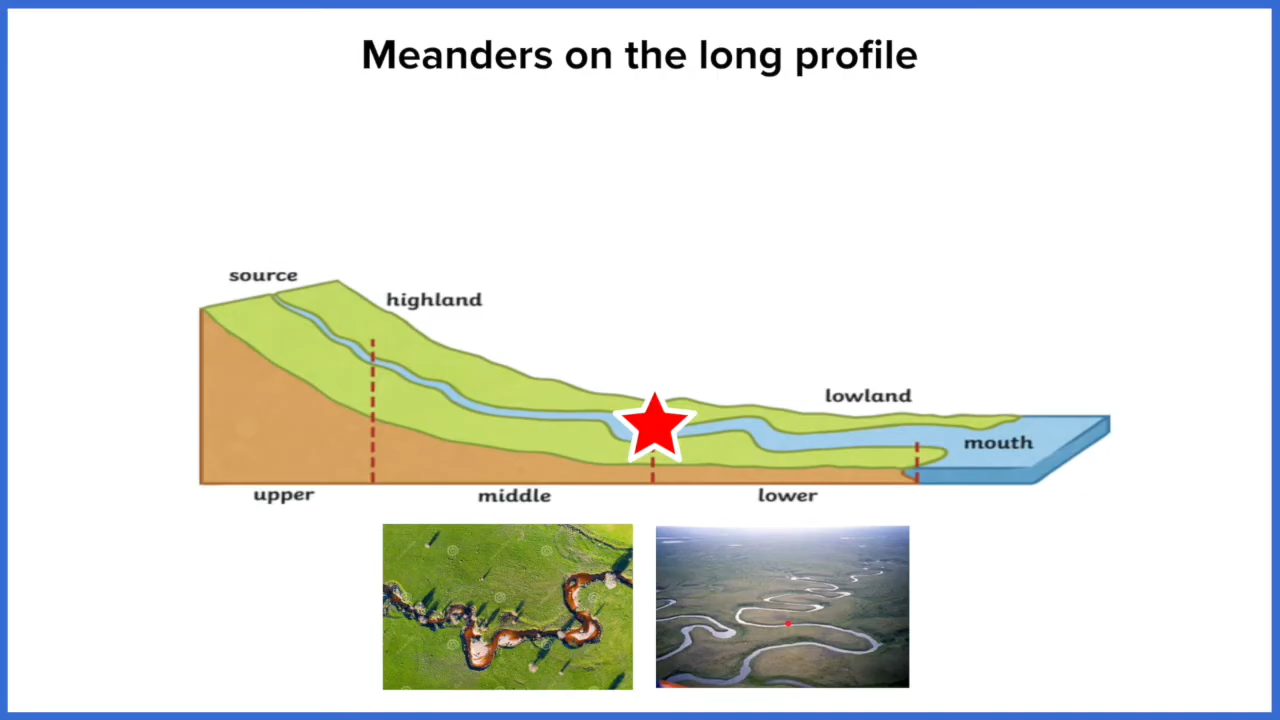 Meanders on the long profile
source
highland
lowland
mouth
upper
middle
lower